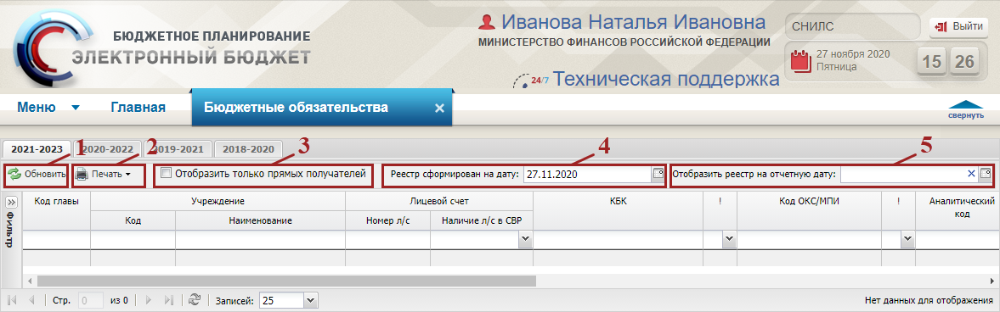 БЮДЖЕТНОЕ ПЛАНИРОВАНИЕ
ЭЛЕКТРОННЫЙ БЮДЖЕТ
Иванова Наталья Ивановна
МИНИСТЕРСТВО ФИНАНСОВ РОССИЙСКОЙ ФЕДЕРАЦИИ
24/7 Техническая поддержка
СНИЛС
Выйти
27 ноября 2020
Пятница
15 26
Меню Главная Бюджетные обязательства
свернуть
2021-2023 2020-2022 2019-2021 2018-2020
1 2 3 4 5
Обновить Печать Отобразить только прямых получателей Реестр сформирован на дату: 27.11.2020 Отобразить реестр на отчетную дату:
Фильтр
Код главы Учреждение Лицевой счет КБК ! Код ОКС/МПИ ! Аналитический код
Код Наименование Номер л/с Наличие л/с в СВР
Стр. 0 из 0 Записей: 25 Нет данных для отображения